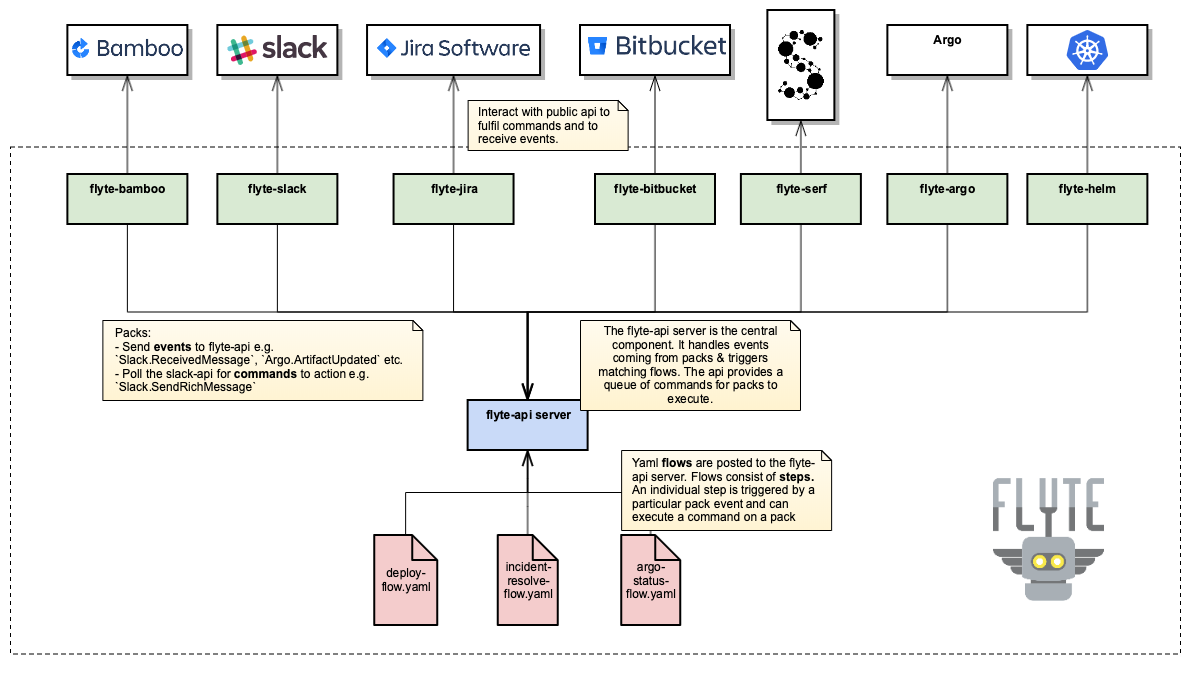 Bamboo
slack
Jira Software
Bitbucket
Argo
Interact with public api to
fulfil commands and to
receive events.
flyte-bamboo
flyte-slack
flyte-jira
flyte-bitbucket
flyte-serf
flyte-argo
flyte-helm
Packs:
- Send events to flyte-api e.g.
`Slack.ReceivedMessage`, `Argo.ArtifactUpdated` etc.
- Poll the slack-api for commands to action e.g.
`Slack.SendRichMessage`
The flyte-api server is the central
component. It handles events
coming from packs & triggers
matching flows. The api provides a
queue of commands for packs to
execute.
flyte-api server
Yaml flows are posted to the flyte-
api server. Flows consist of steps.
An individual step is triggered by a
particular pack event and can
execute a command on a pack
deploy-
flow.yaml
incident-
resolve-
flow.yaml
argo-
status-
flow.yaml
FLYTE